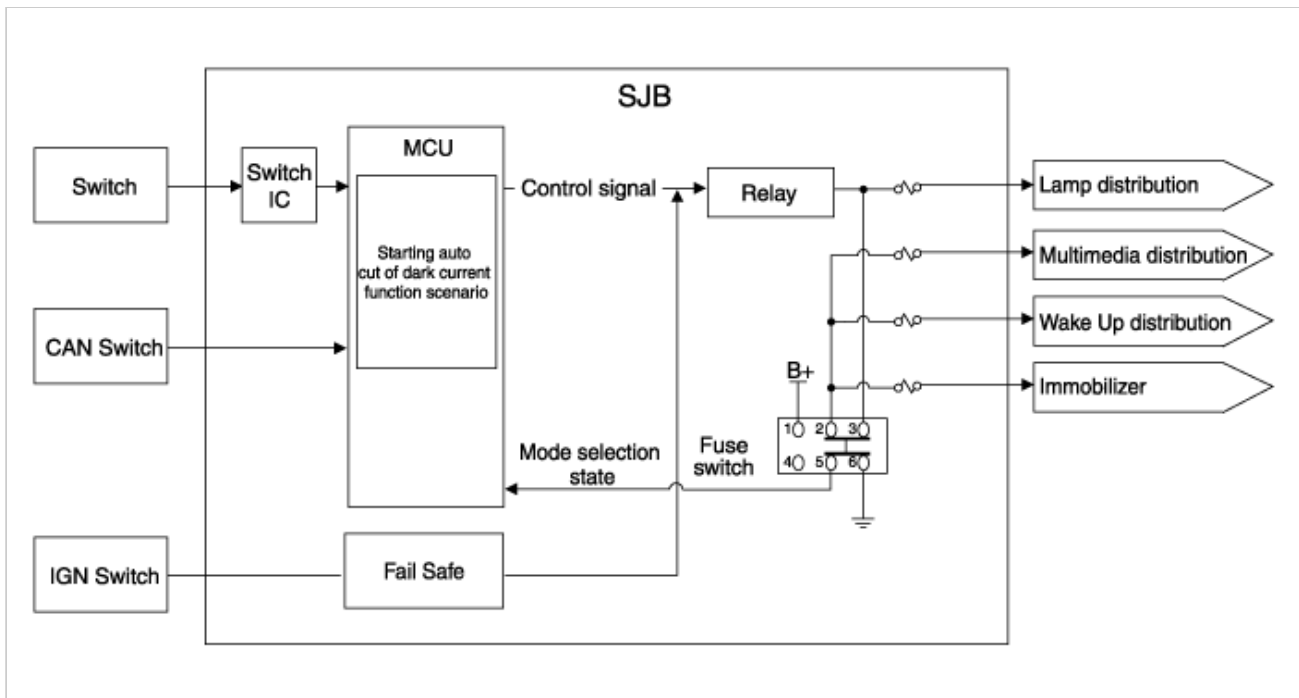 SJB
Switch
Switch
IC
MCU
Starting auto
cut of dark current
function scenario
Control signal
Relay
Lamp distribution
Multimedia distribution
Wake Up distribution
Immobilizer
CAN Switch
B+
1
2
3
4
5
6
Fuse
switch
Mode selection
state
IGN Switch
Fail Safe